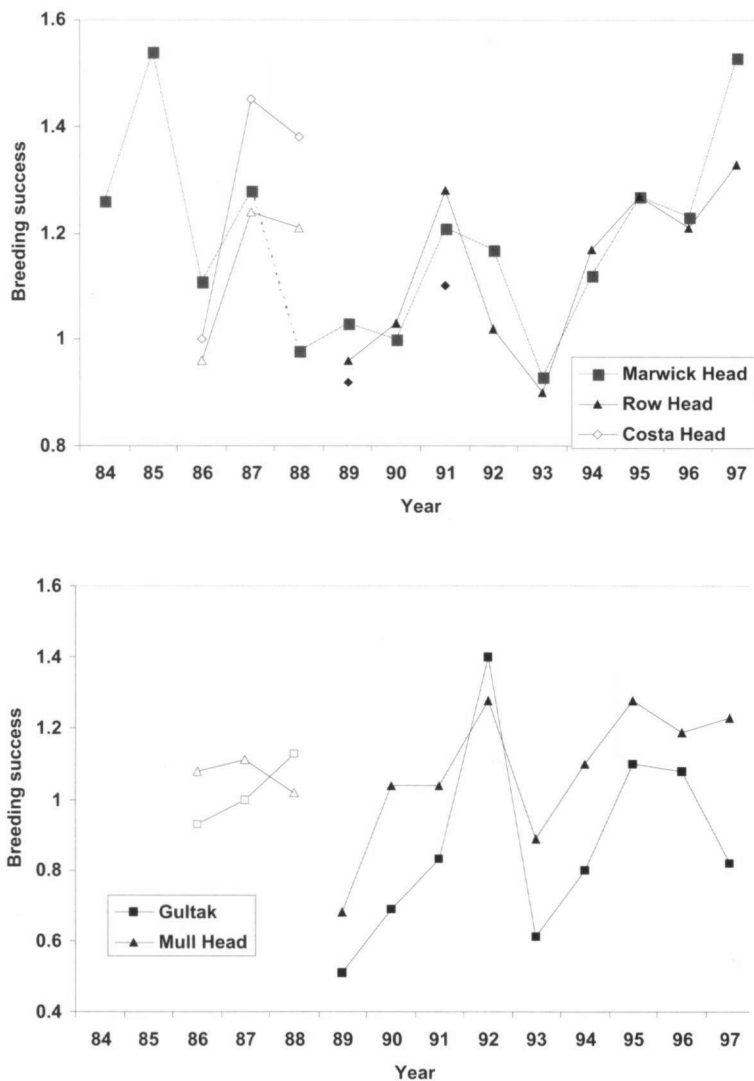 1.6
1.4
1.2
1
0.8
Breeding success
84 85 86 87 88 89 90 91 92 93 94 95 96 97
Year
Marwick Head
Row Head
Costa Head
1.6
1.4
1.2
1
0.8
0.6
0.4
Breeding success
Gultak
Mull Head
84 85 86 87 88 89 90 91 92 93 94 95 96 97
Year